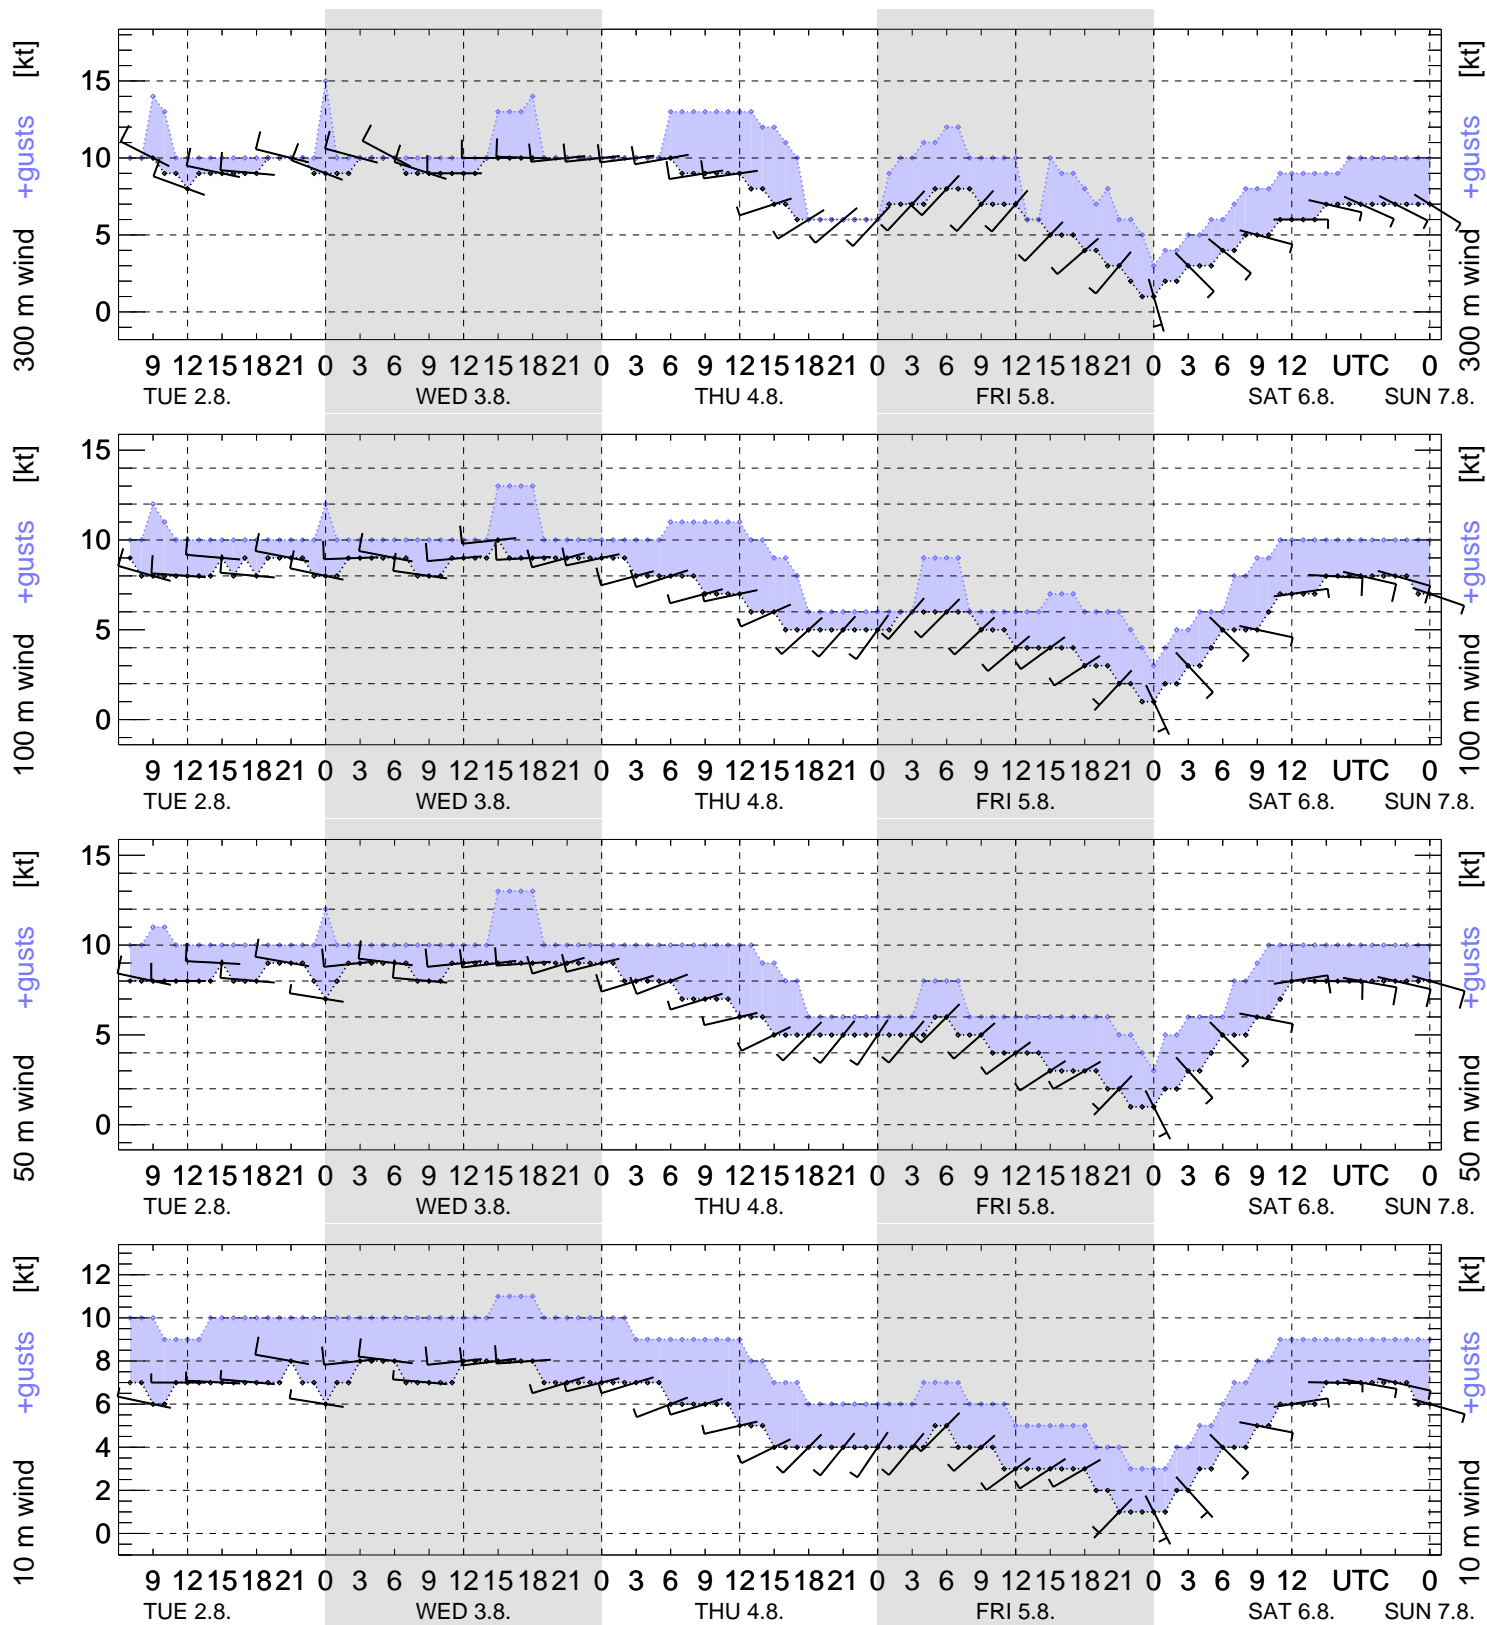 300 m wind +gusts [kt]
15
10
5
0
300 m wind +gusts [kt]
9 12 15 18 21 0 3 6 9 12 15 18 21 0 3 6 9 12 15 18 21 0 3 6 9 12 15 18 21 0 3 6 9 12 UTC 0
TUE 2.8. WED 3.8. THU 4.8. FRI 5.8. SAT 6.8. SUN 7.8.
100 m wind +gusts [kt]
15
10
5
0
100 m wind +gusts [kt]
9 12 15 18 21 0 3 6 9 12 15 18 21 0 3 6 9 12 15 18 21 0 3 6 9 12 15 18 21 0 3 6 9 12 UTC 0
TUE 2.8. WED 3.8. THU 4.8. FRI 5.8. SAT 6.8. SUN 7.8.
50 m wind +gusts [kt]
15
10
5
0
50 m wind +gusts [kt]
9 12 15 18 21 0 3 6 9 12 15 18 21 0 3 6 9 12 15 18 21 0 3 6 9 12 15 18 21 0 3 6 9 12 UTC 0
TUE 2.8. WED 3.8. THU 4.8. FRI 5.8. SAT 6.8. SUN 7.8.
10 m wind +gusts [kt]
12
10
8
6
4
2
0
10 m wind +gusts [kt]
9 12 15 18 21 0 3 6 9 12 15 18 21 0 3 6 9 12 15 18 21 0 3 6 9 12 15 18 21 0 3 6 9 12 UTC 0
TUE 2.8. WED 3.8. THU 4.8. FRI 5.8. SAT 6.8. SUN 7.8.